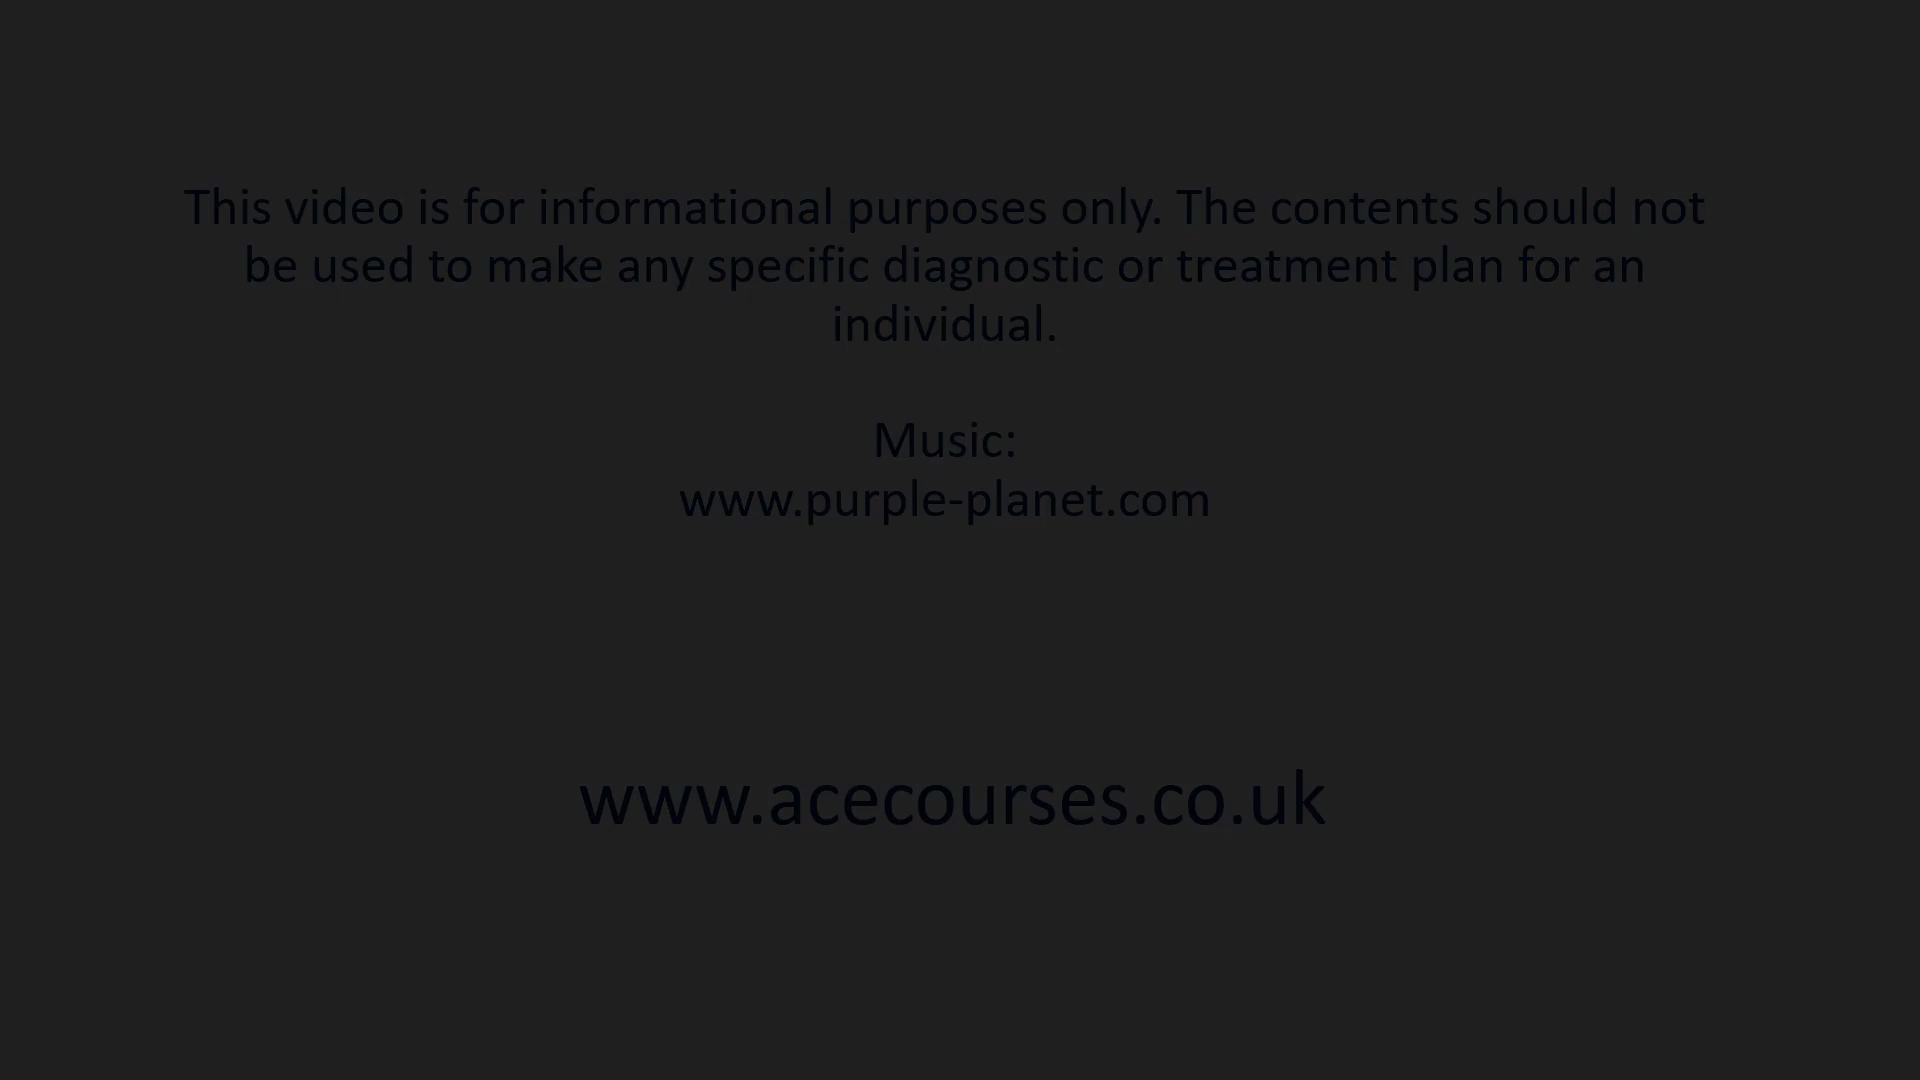 This video is for informational purposes only. The contents should not
be used to make any specific diagnostic or treatment plan for an
individual.
Music:
www.purple-planet.com
www.acecourses.co.uk